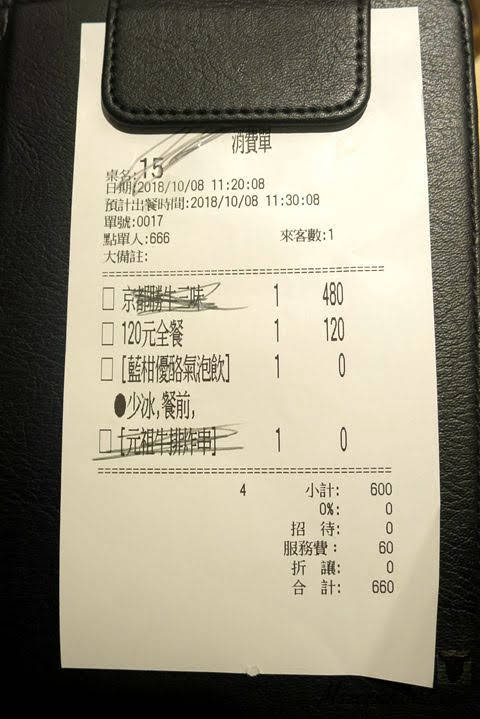 消費單
桌名:15
日期:2018/10/08 11:20:08
預計出餐時間:2018/10/08 11:30:08
單號:0017
點單人:666 來客數:1
大備註:
□ 京都勝牛三味 1 480
□ 120元全餐 1 120
□ [藍柑優酪氣泡飲] 1 0
●少冰,餐前,
□ [元祖牛排炸串] 1 0
4 小計: 600
0%: 0
招 待: 0
服務費: 60
折 讓: 0
合 計: 660